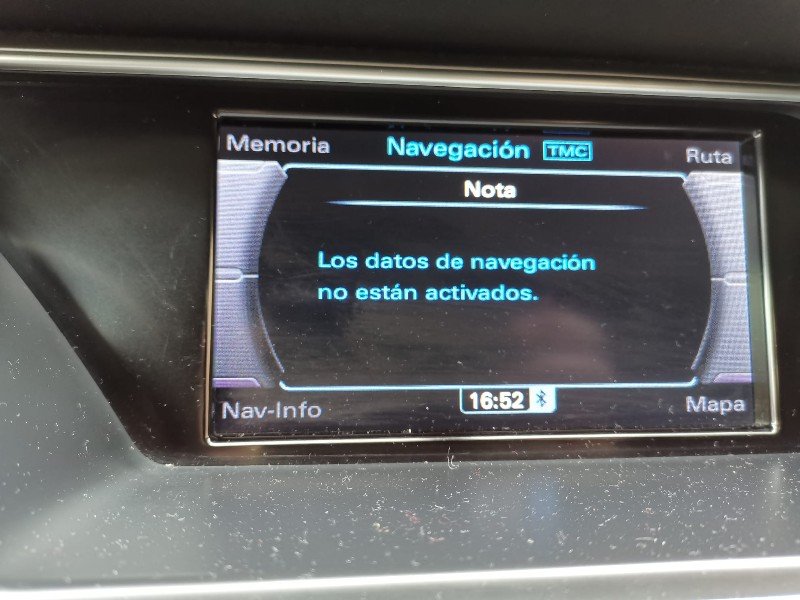 Memoria
Navegación TMC
Ruta
Nota
Los datos de navegación
no están activados.
Nav-Info
16:52
Mapa